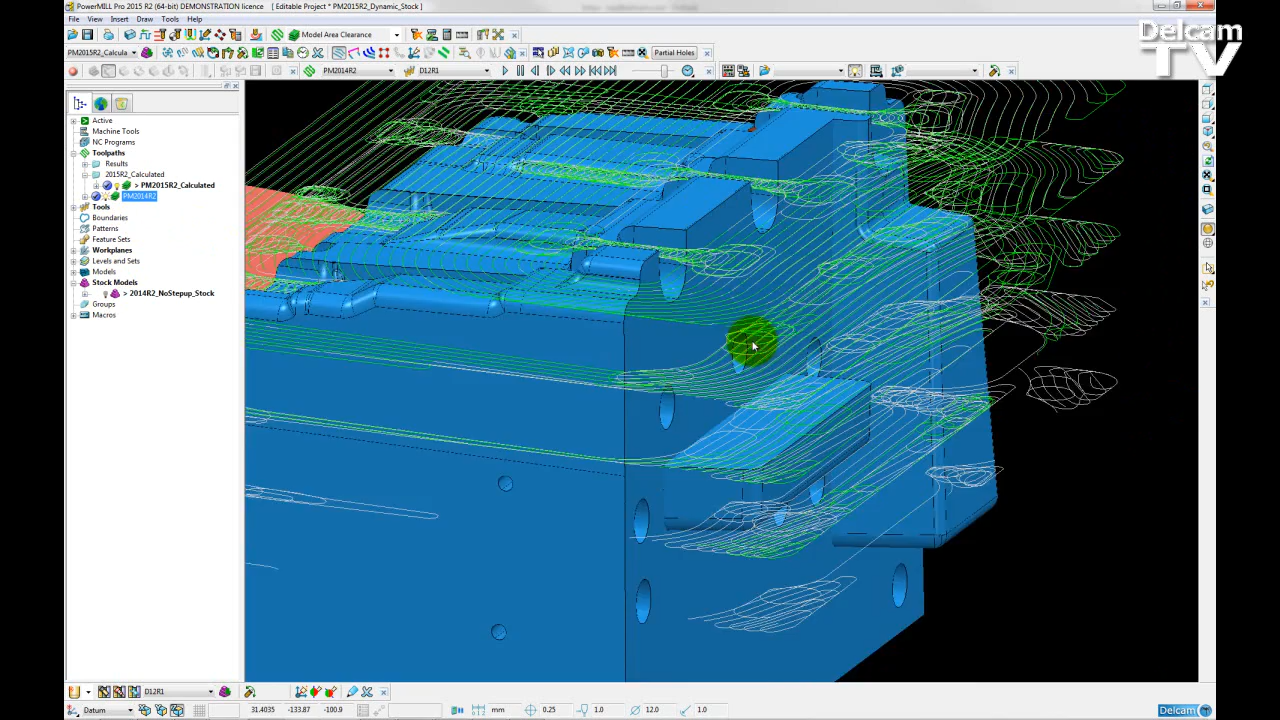 PowerMILL Pro 2015 R2 (64-bit) DEMONSTRATION licence [ Editable Project * PM2015R2_Dynamic_Stock ]
Delcam
TV
File Edit View Insert Draw Tools Help
Model Area Clearance
PM2015R2_Calcula
Partial Holes
PM2014R2
D12R1
Active
Machine Tools
NC Programs
Toolpaths
Results
2015R2_Calculated
> PM2015R2_Calculated
PM2014R2
Tools
Boundaries
Patterns
Feature Sets
Workplanes
Levels and Sets
Models
Stock Models
> 2014R2_NoStepup_Stock
Groups
Macros
D12R1
Datum
31.4035
-133.87
-100.9
mm
0.25
1.0
12.0
1.0
Delcam